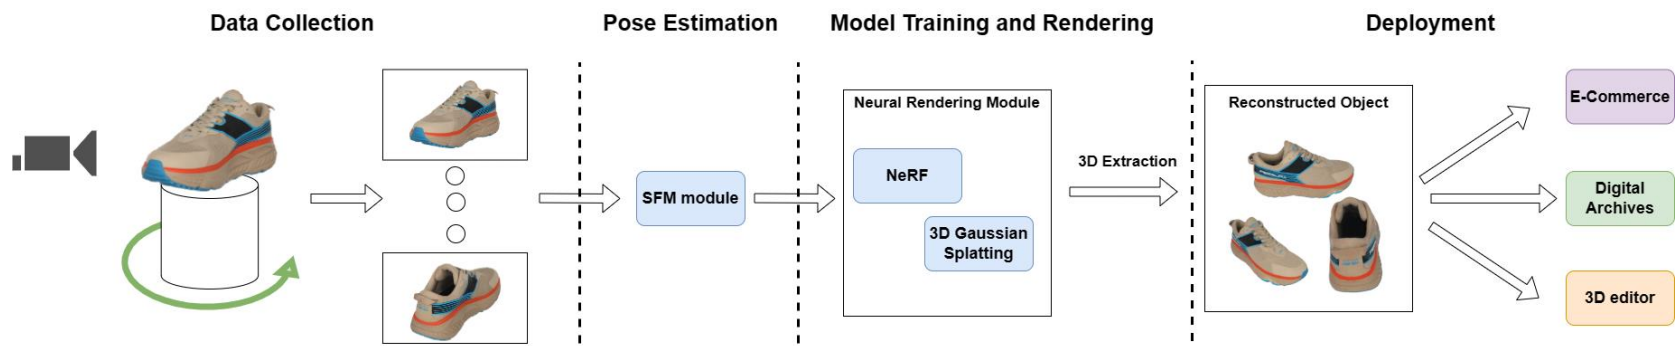 Data Collection
Pose Estimation
Model Training and Rendering
Deployment
SFM module
Neural Rendering Module
NeRF
3D Gaussian
Splatting
3D Extraction
Reconstructed Object
E-Commerce
Digital
Archives
3D editor